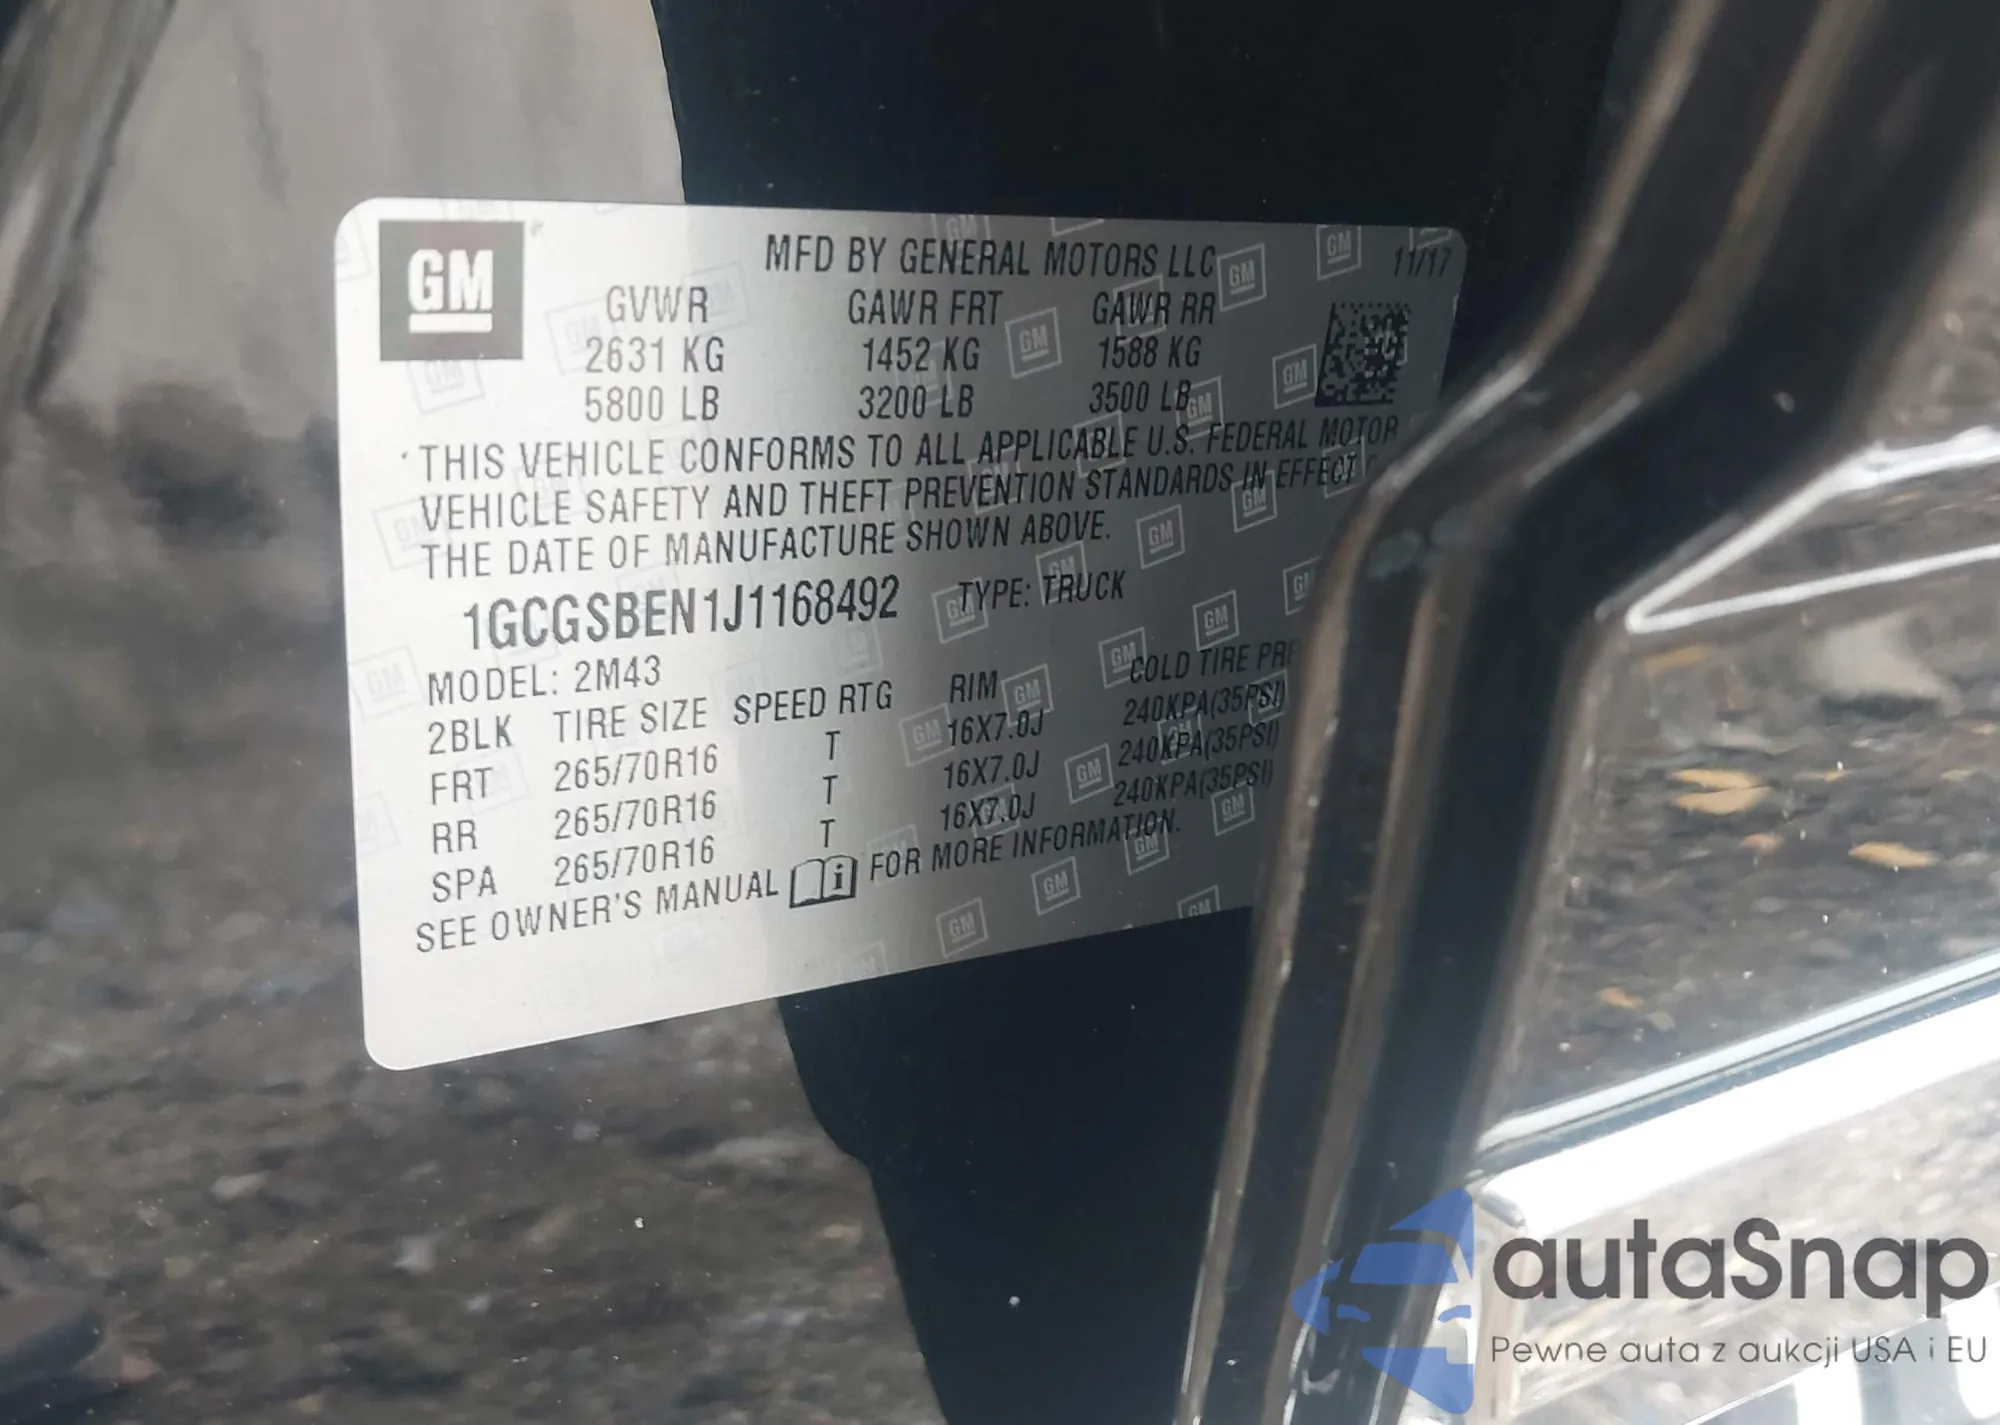 GM
MFD BY GENERAL MOTORS LLC 11/17
GVWR GAWR FRT GAWR RR
2631 KG 1452 KG 1588 KG
5800 LB 3200 LB 3500 LB
THIS VEHICLE CONFORMS TO ALL APPLICABLE U.S. FEDERAL MOTOR
VEHICLE SAFETY AND THEFT PREVENTION STANDARDS IN EFFECT
THE DATE OF MANUFACTURE SHOWN ABOVE.
1GCGSBEN1J1168492 TYPE: TRUCK
MODEL: 2M43
2BLK TIRE SIZE SPEED RTG RIM COLD TIRE PRE
FRT 265/70R16 T 16X7.0J 240KPA(35PSI)
RR 265/70R16 T 16X7.0J 240KPA(35PSI)
SPA 265/70R16 T 16X7.0J 240KPA(35PSI)
SEE OWNER'S MANUAL i FOR MORE INFORMATION.
autaSnap
Pewne auta z aukcji USA i EU